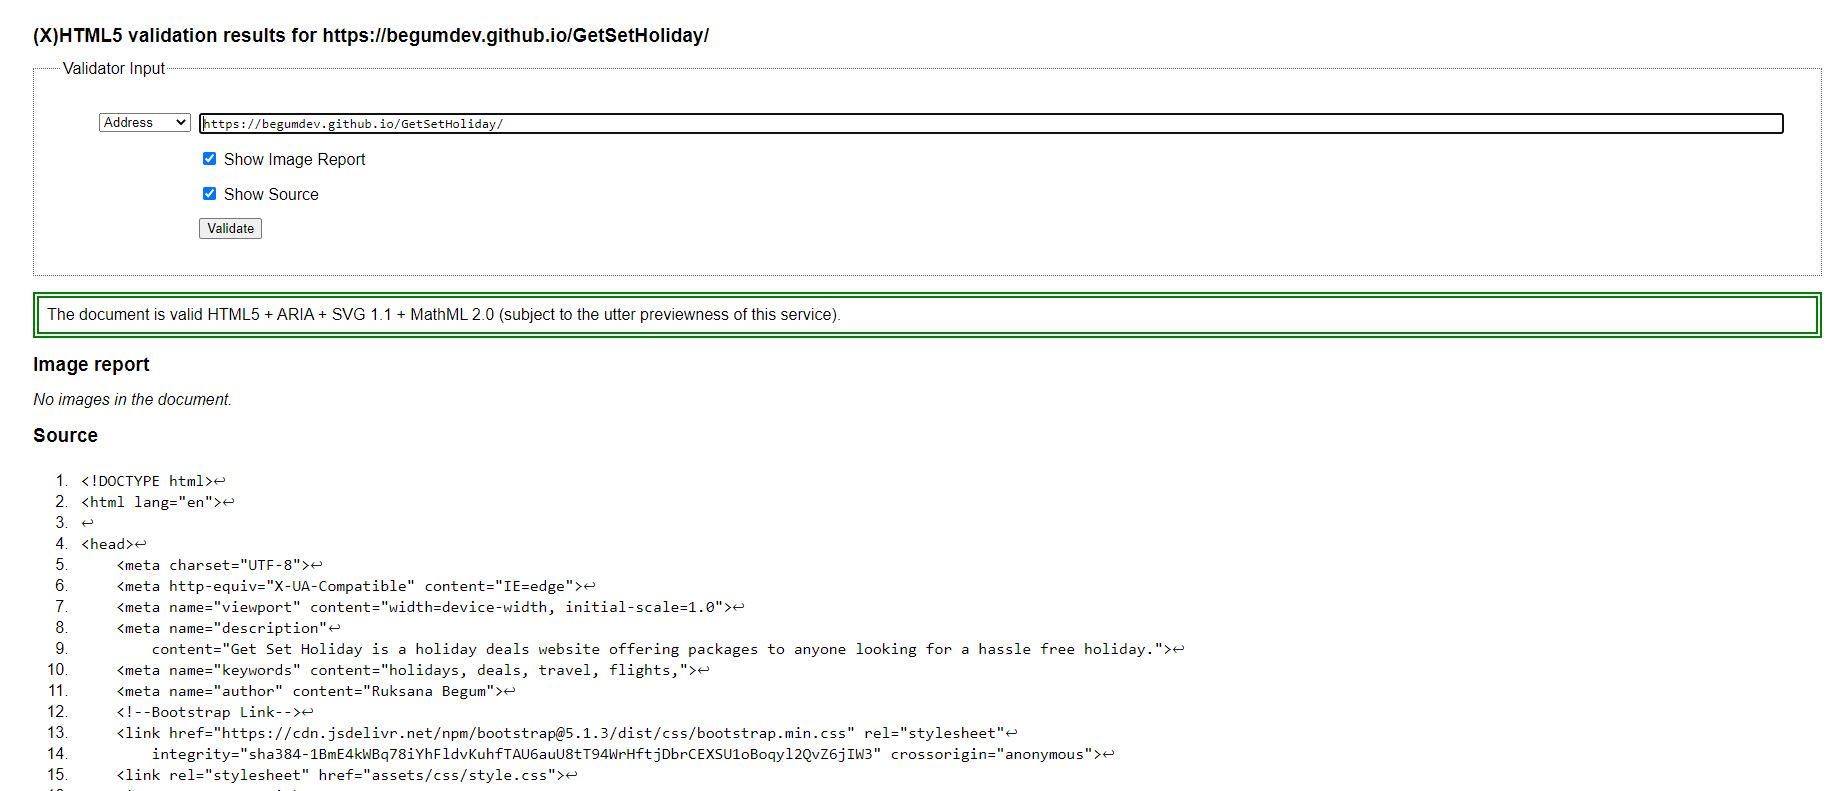 (X)HTML5 validation results for https://begumdev.github.io/GetSetHoliday/
Validator Input
Address https://begumdev.github.io/GetSetHoliday/
Show Image Report
Show Source
Validate
The document is valid HTML5 + ARIA + SVG 1.1 + MathML 2.0 (subject to the utter previewness of this service).
Image report
No images in the document.
Source
1. <!DOCTYPE html>↩
2. <html lang="en">↩
3. ↩
4. <head>↩
5. <meta charset="UTF-8">↩
6. <meta http-equiv="X-UA-Compatible" content="IE=edge">↩
7. <meta name="viewport" content="width=device-width, initial-scale=1.0">↩
8. <meta name="description"↩
9. content="Get Set Holiday is a holiday deals website offering packages to anyone looking for a hassle free holiday.">↩
10. <meta name="keywords" content="holidays, deals, travel, flights,">↩
11. <meta name="author" content="Ruksana Begum">↩
12. <!--Bootstrap Link-->↩
13. <link href="https://cdn.jsdelivr.net/npm/bootstrap@5.1.3/dist/css/bootstrap.min.css" rel="stylesheet"↩
14. integrity="sha384-1BmE4kWBq78iYhFldvKuhfTAU6auU8tT94WrHftjDbrCEXSU1oBoqyl2QvZ6jIW3" crossorigin="anonymous">↩
15. <link rel="stylesheet" href="assets/css/style.css">↩